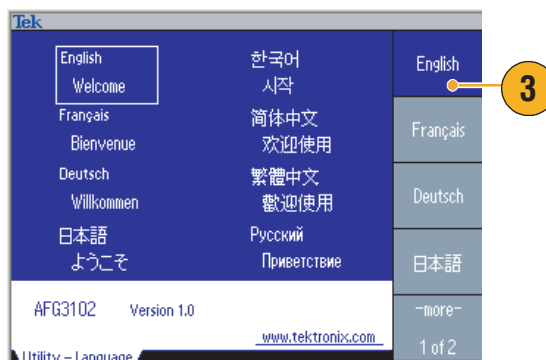 Tek
English
Welcome
Français
Bienvenue
Deutsch
Willkommen
日本語
ようこそ
한국어
시작
简体中文
欢迎使用
繁體中文
歡迎使用
Русский
Приветствие
AFG3102 Version 1.0
www.tektronix.com
Utility – Language
English
Français
Deutsch
日本語
-more-
1 of 2
3